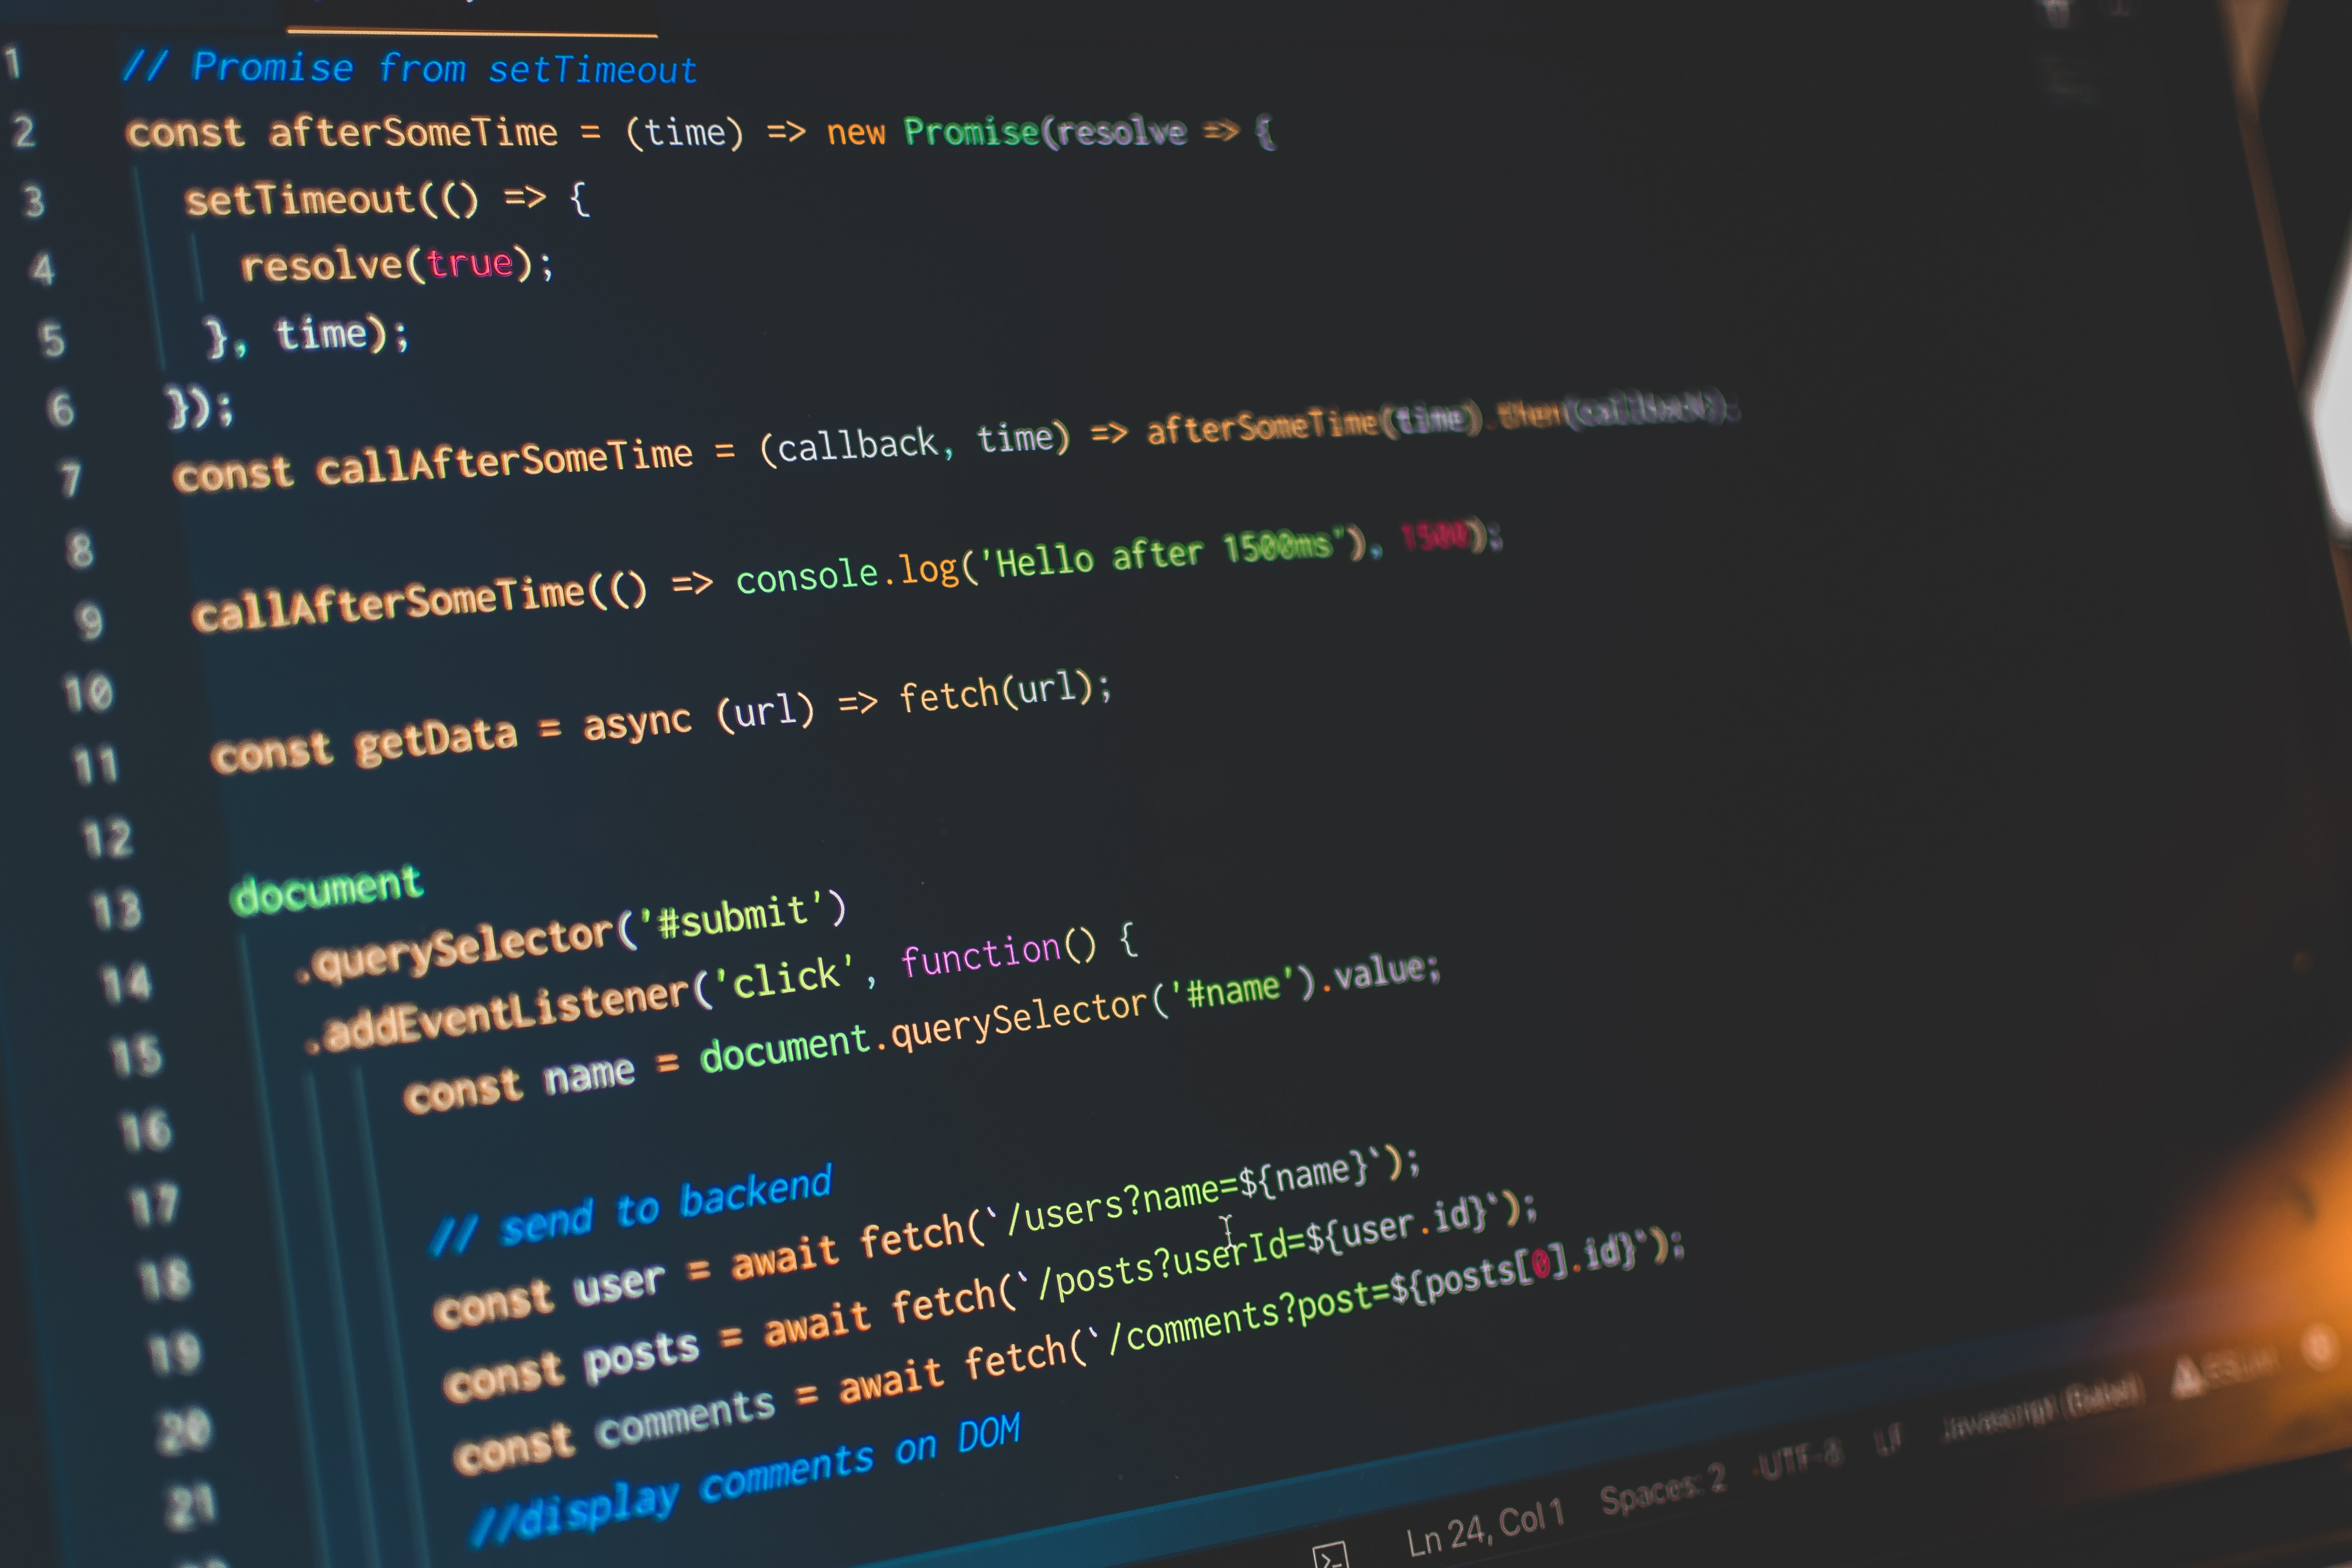 1 // Promise from setTimeout
2 const afterSomeTime = (time) => new Promise(resolve => {
3 setTimeout(() => {
4 resolve(true);
5 }, time);
6 });
7 const callAfterSomeTime = (callback, time) => afterSomeTime(time).then(callback);
8
9 callAfterSomeTime(() => console.log('Hello after 1500ms'), 1500);
10
11 const getData = async (url) => fetch(url);
12
13 document
14 .querySelector('#submit')
15 .addEventListener('click', function() {
16 const name = document.querySelector('#name').value;
17
18 // send to backend
19 const user = await fetch(`/users?name=${name}`);
20 const posts = await fetch(`/posts?userId=${user.id}`);
21 const comments = await fetch(`/comments?post=${posts[0].id}`);
//display comments on DOM
Ln 24, Col 1 Spaces: 2 UTF-8 LF Javascript (Babel)